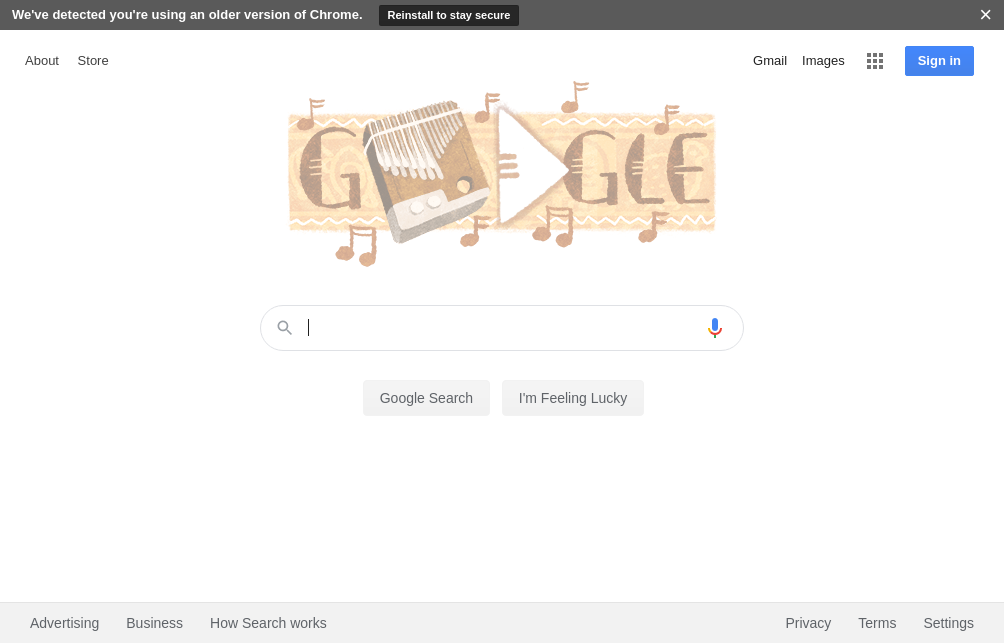 We've detected you're using an older version of Chrome. Reinstall to stay secure
About Store Gmail Images Sign in
G GLE
Google Search I'm Feeling Lucky
Advertising Business How Search works Privacy Terms Settings